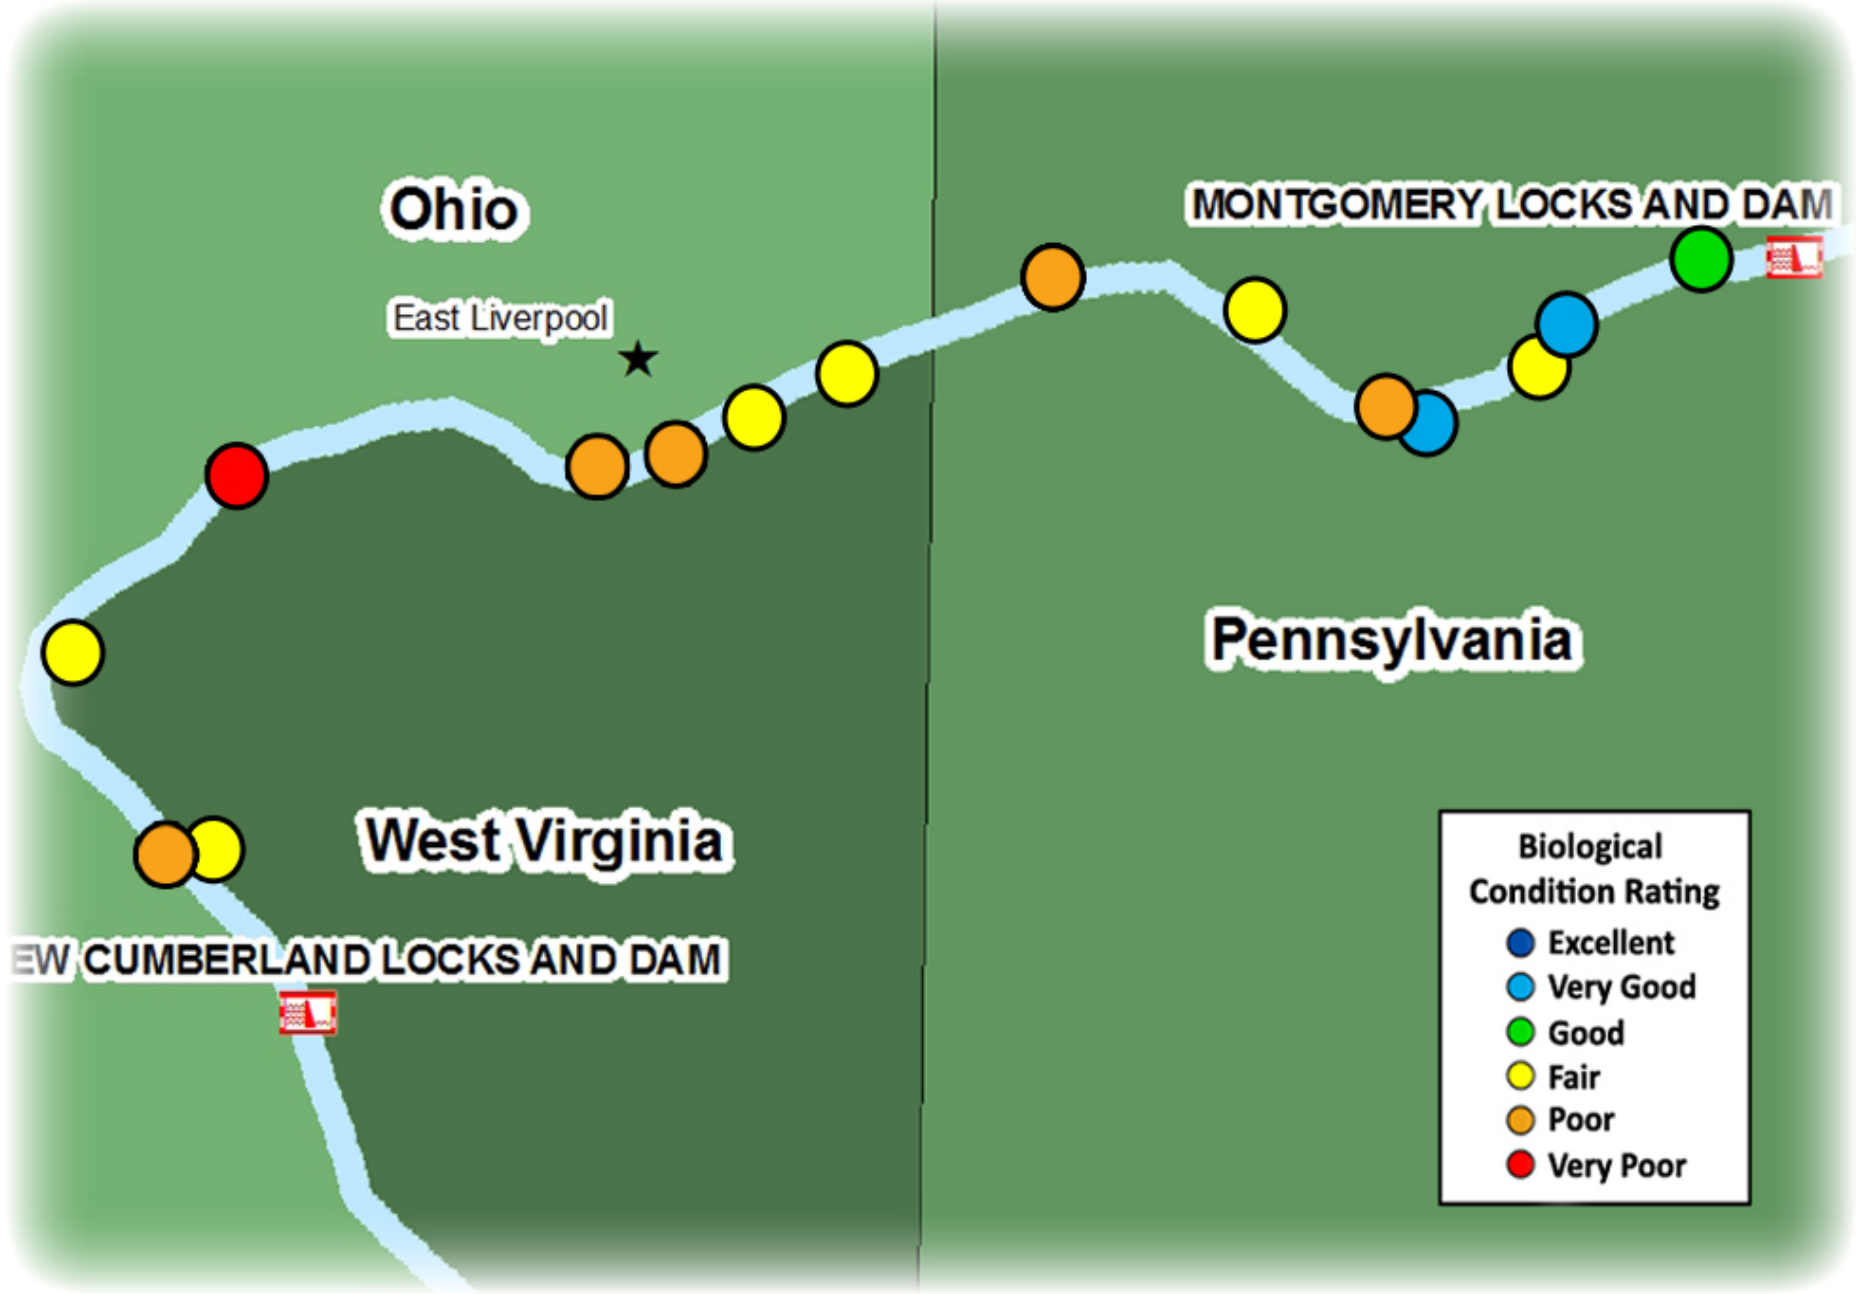 Ohio
MONTGOMERY LOCKS AND DAM
East Liverpool
Pennsylvania
West Virginia
EW CUMBERLAND LOCKS AND DAM
Biological
Condition Rating
Excellent
Very Good
Good
Fair
Poor
Very Poor